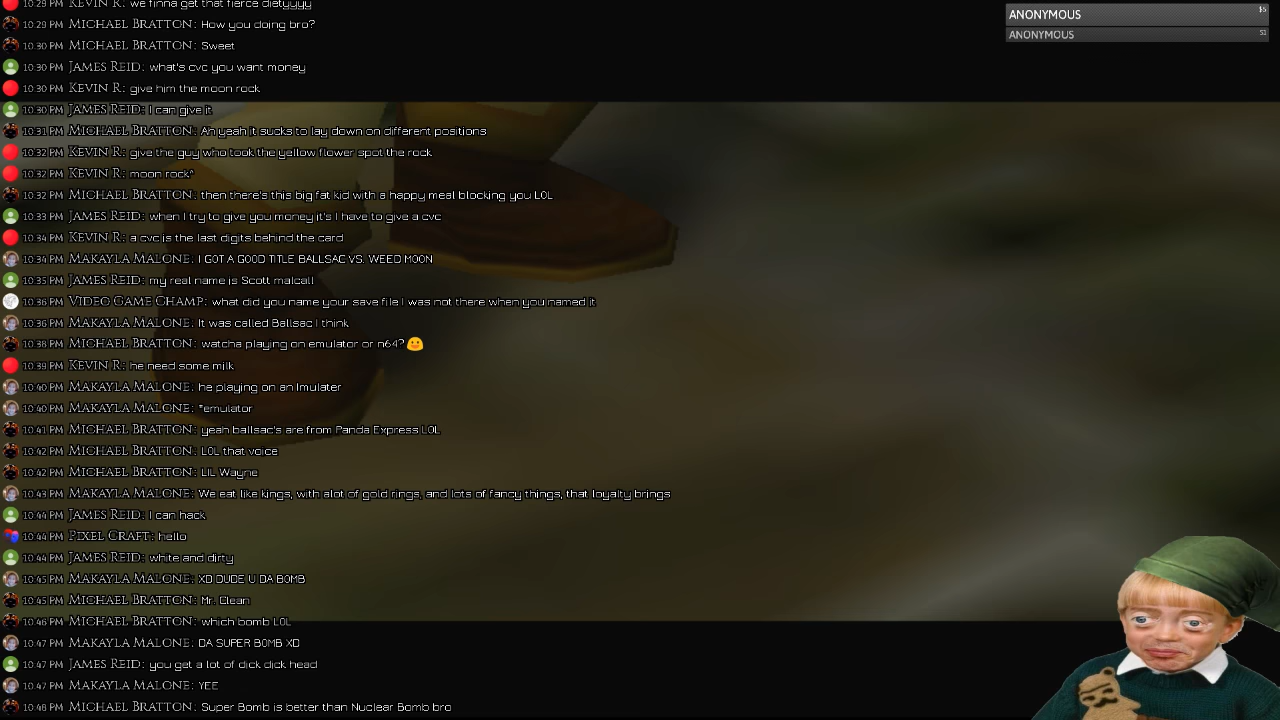 10:29 PM KEVIN R.: we finna get that fierce dietyyyy
10:29 PM MICHAEL BRATTON: How you doing bro?
10:30 PM MICHAEL BRATTON: Sweet
10:30 PM JAMES REID: what's cvc you want money
10:30 PM KEVIN R.: give him the moon rock
10:30 PM JAMES REID: I can give it
10:31 PM MICHAEL BRATTON: Ah yeah it sucks to lay down on different positions
10:32 PM KEVIN R.: give the guy who took the yellow flower spot the rock
10:32 PM KEVIN R.: moon rock^
10:32 PM MICHAEL BRATTON: then there's this big fat kid with a happy meal blocking you LOL
10:33 PM JAMES REID: when I try to give you money it's I have to give a cvc
10:34 PM KEVIN R.: a cvc is the last digits behind the card
10:34 PM MAKAYLA MALONE: I GOT A GOOD TITLE BALLSAC VS. WEED MOON
10:35 PM JAMES REID: my real name is Scott malcall
10:36 PM VIDEO GAME CHAMP: what did you name your save file I was not there when you named it
10:36 PM MAKAYLA MALONE: It was called Ballsac I think
10:38 PM MICHAEL BRATTON: watcha playing on emulator or n64?
10:39 PM KEVIN R.: he need some milk
10:40 PM MAKAYLA MALONE: he playing on an Imulater
10:40 PM MAKAYLA MALONE: *emulator
10:41 PM MICHAEL BRATTON: yeah ballsac's are from Panda Express LOL
10:42 PM MICHAEL BRATTON: LOL that voice
10:42 PM MICHAEL BRATTON: LIL Wayne
10:43 PM MAKAYLA MALONE: We eat like kings, with alot of gold rings, and lots of fancy things, that loyalty brings
10:44 PM JAMES REID: I can hack
10:44 PM PIXEL CRAFT: hello
10:44 PM JAMES REID: white and dirty
10:45 PM MAKAYLA MALONE: XD DUDE U DA BOMB
10:45 PM MICHAEL BRATTON: Mr. Clean
10:46 PM MICHAEL BRATTON: which bomb LOL
10:47 PM MAKAYLA MALONE: DA SUPER BOMB XD
10:47 PM JAMES REID: you get a lot of dick dick head
10:47 PM MAKAYLA MALONE: YEE
10:48 PM MICHAEL BRATTON: Super Bomb is better than Nuclear Bomb bro
ANONYMOUS $5
ANONYMOUS $1